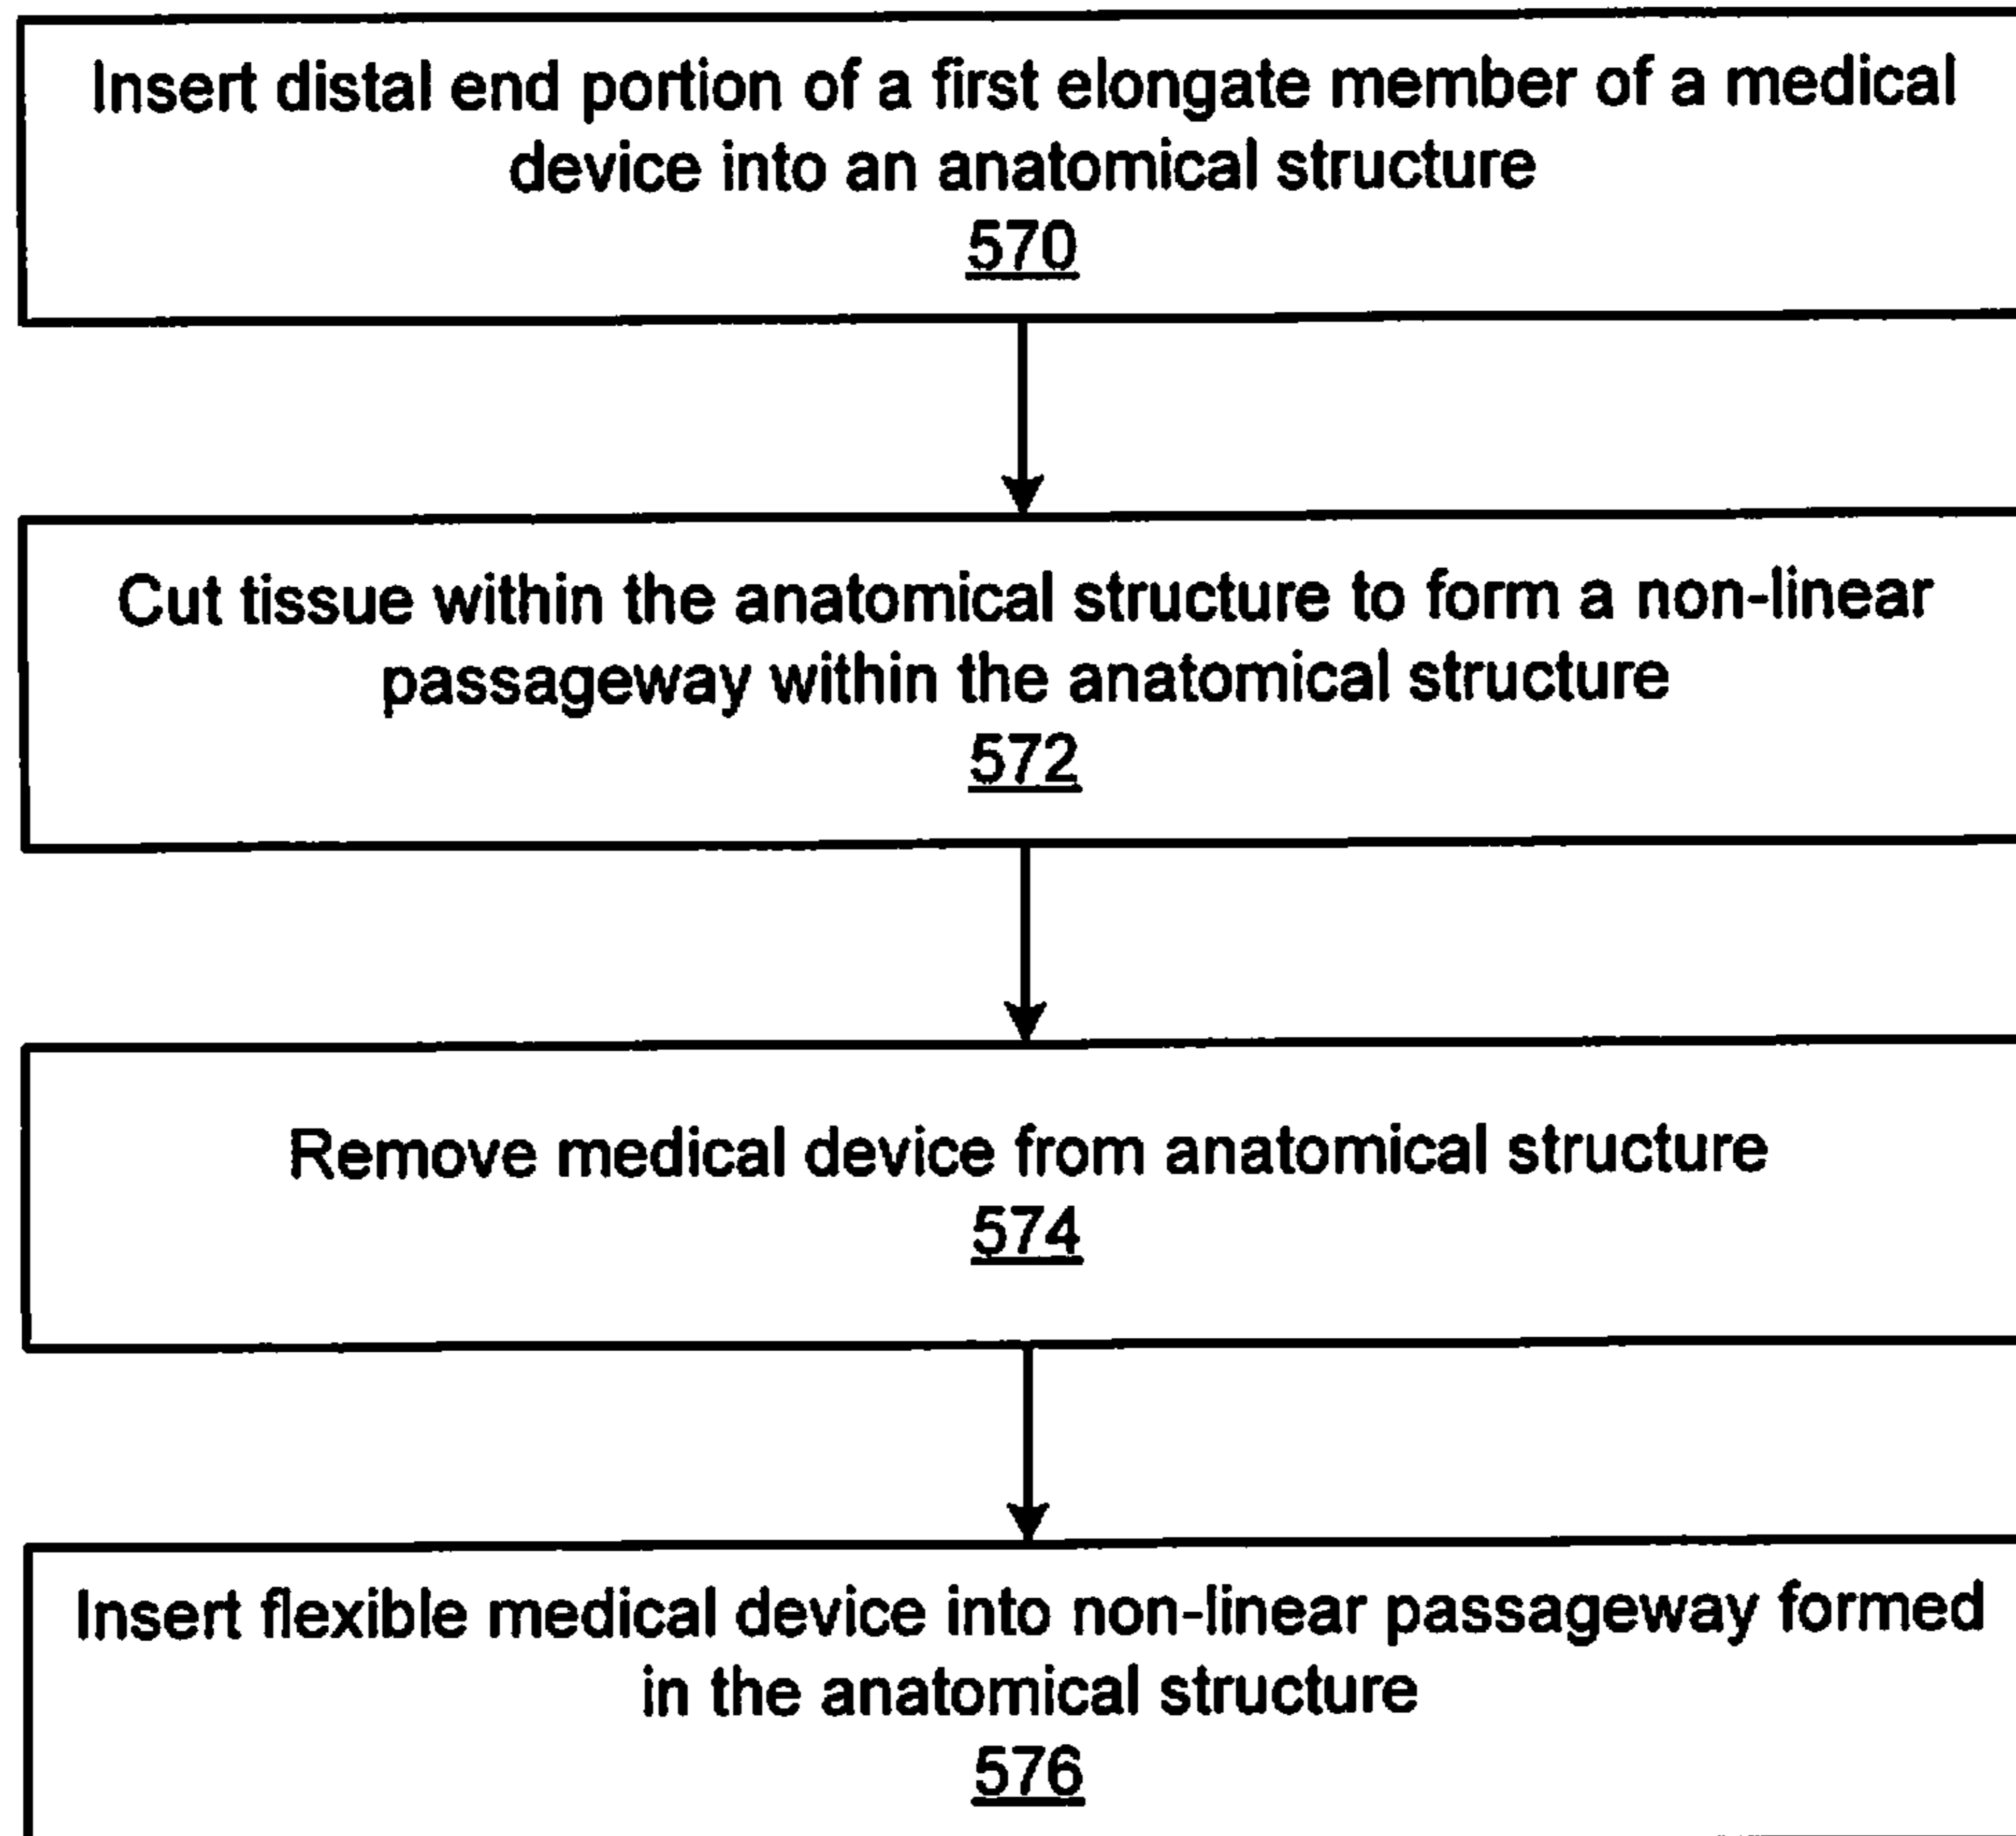 Insert distal end portion of a first elongate member of a medical
device into an anatomical structure
570
Cut tissue within the anatomical structure to form a non-linear
passageway within the anatomical structure
572
Remove medical device from anatomical structure
574
Insert flexible medical device into non-linear passageway formed
in the anatomical structure
576